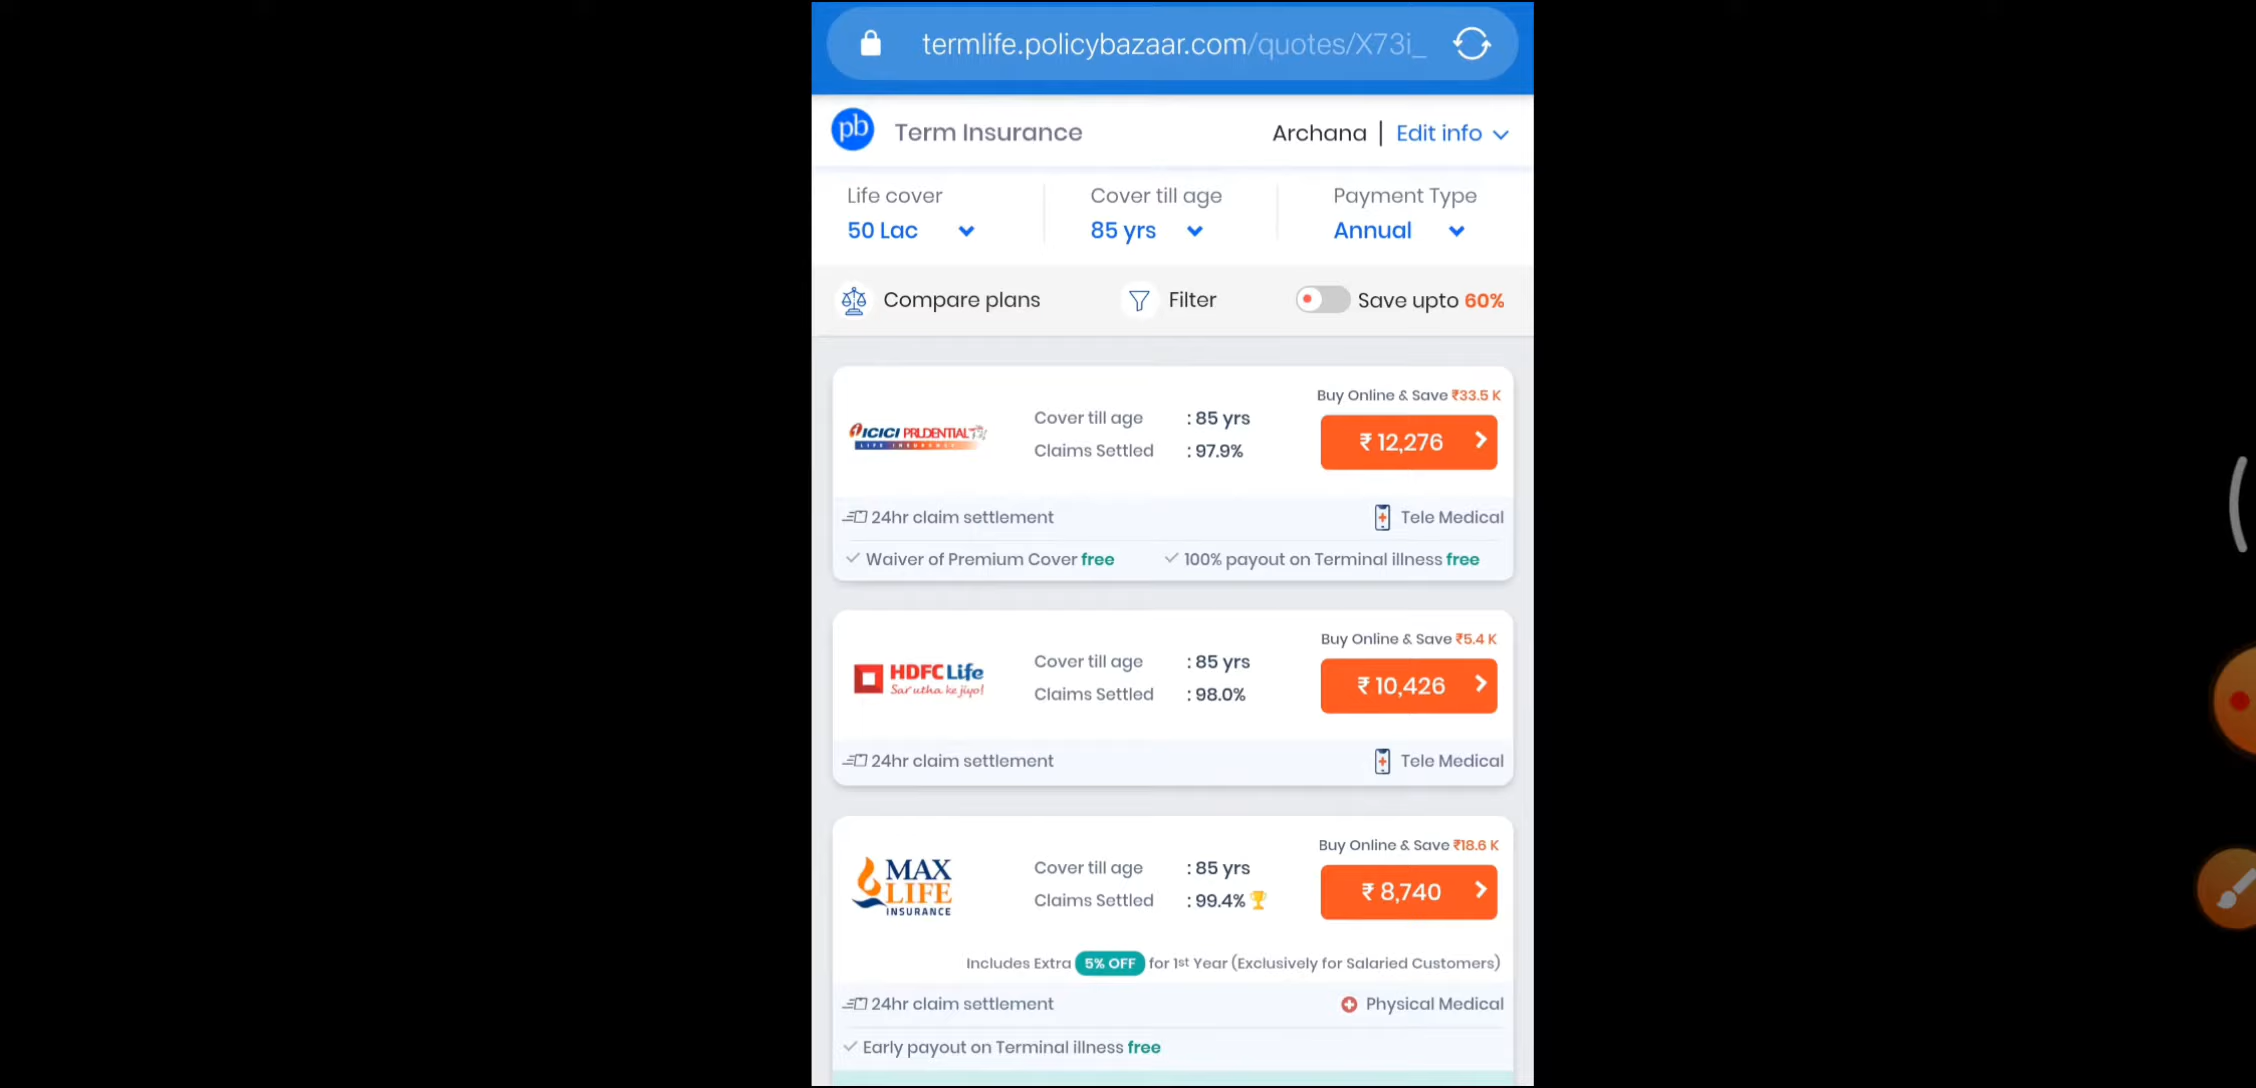 termlife.policybazaar.com/quotes/X73i_
pb Term Insurance Archana | Edit info
Life cover Cover till age Payment Type
50 Lac 85 yrs Annual
Compare plans Filter Save upto 60%
Buy Online & Save ₹33.5 K
ICICI PRUDENTIAL
LIFE INSURANCE
Cover till age : 85 yrs
Claims Settled : 97.9%
₹ 12,276
24hr claim settlement Tele Medical
Waiver of Premium Cover free 100% payout on Terminal illness free
Buy Online & Save ₹5.4 K
HDFC Life
Sar utha ke jiyo!
Cover till age : 85 yrs
Claims Settled : 98.0%
₹ 10,426
24hr claim settlement Tele Medical
Buy Online & Save ₹18.6 K
MAX
LIFE
INSURANCE
Cover till age : 85 yrs
Claims Settled : 99.4%
₹ 8,740
Includes Extra 5% OFF for 1st Year (Exclusively for Salaried Customers)
24hr claim settlement Physical Medical
Early payout on Terminal illness free